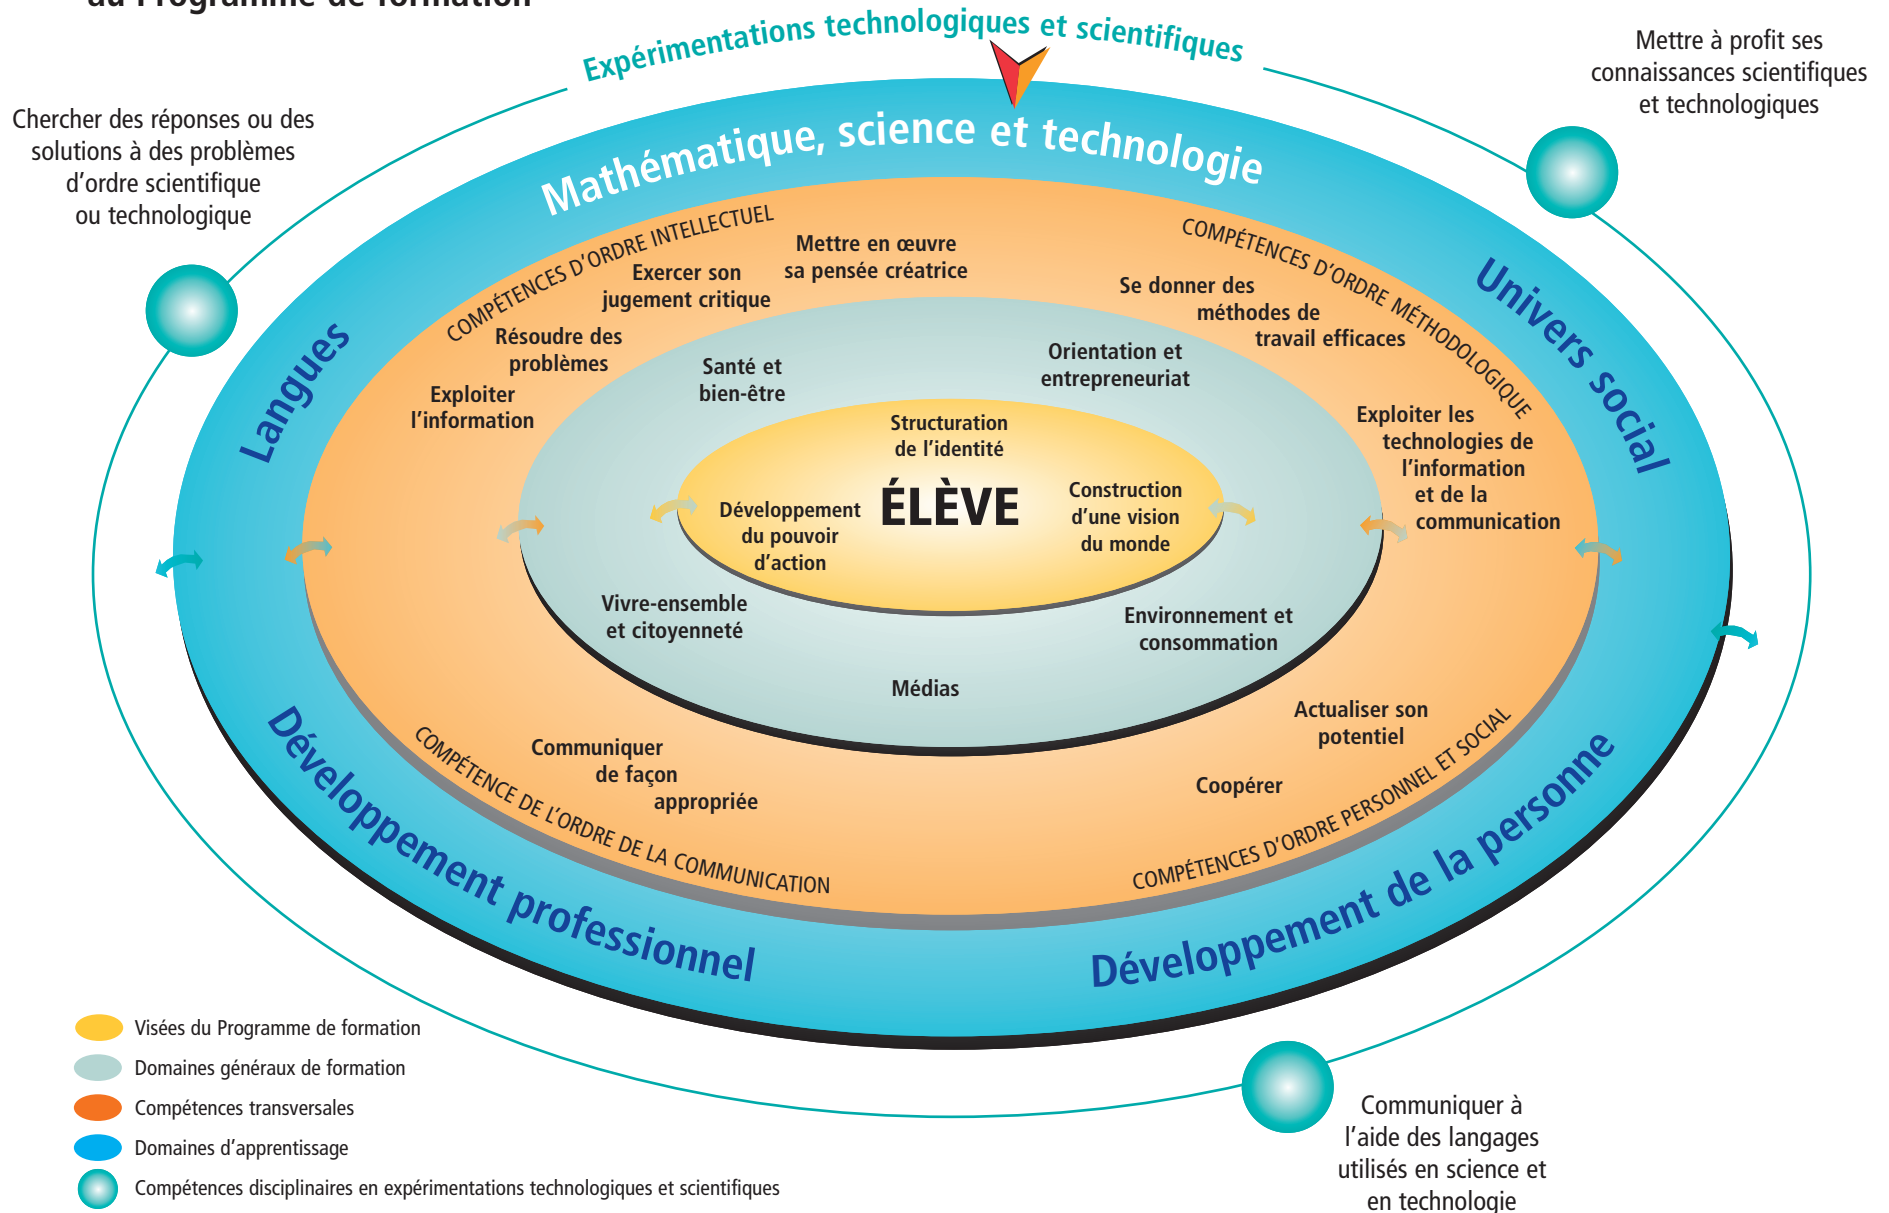 au Programme de formation
Expérimentations technologiques et scientifiques
Mettre à profit ses
connaissances scientifiques
et technologiques
Chercher des réponses ou des
solutions à des problèmes
d'ordre scientifique
ou technologique
Mathématique, science et technologie
Langues
Univers social
COMPÉTENCES D'ORDRE INTELLECTUEL
Mettre en œuvre
sa pensée créatrice
Exercer son
jugement critique
Résoudre des
problèmes
Exploiter
l'information
COMPÉTENCES D'ORDRE MÉTHODOLOGIQUE
Se donner des
méthodes de
travail efficaces
Exploiter les
technologies de
l'information
et de la
communication
Santé et
bien-être
Orientation et
entrepreneuriat
Structuration
de l'identité
ÉLÈVE
Développement
du pouvoir
d'action
Construction
d'une vision
du monde
Vivre-ensemble
et citoyenneté
Environnement et
consommation
Médias
Communiquer
de façon
appropriée
COMPÉTENCE DE L'ORDRE DE LA COMMUNICATION
Actualiser son
potentiel
Coopérer
COMPÉTENCES D'ORDRE PERSONNEL ET SOCIAL
Développement professionnel
Développement de la personne
Visées du Programme de formation
Domaines généraux de formation
Compétences transversales
Domaines d'apprentissage
Compétences disciplinaires en expérimentations technologiques et scientifiques
Communiquer à
l'aide des langages
utilisés en science et
en technologie